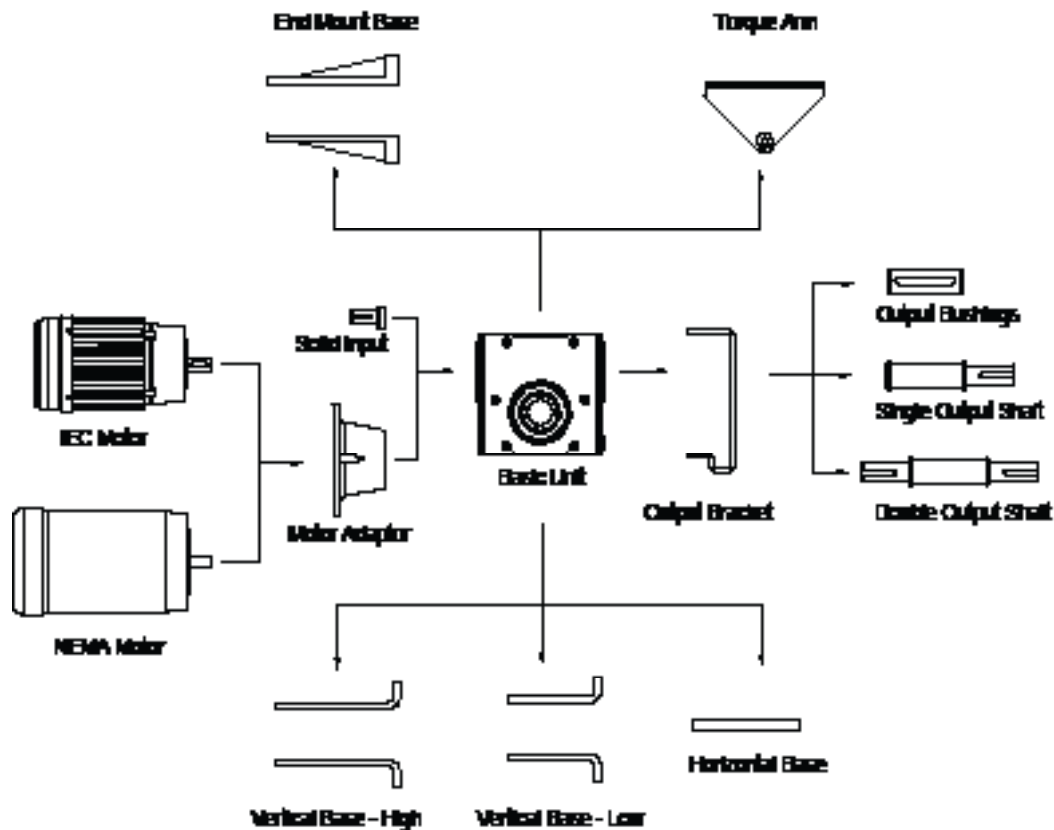 End Mount Base
Torque Arm
Output Bushings
Solid Input
Single Output Shaft
IEC Motor
Basic Unit
Output Bracket
Double Output Shaft
Motor Adaptor
NEMA Motor
Horizontal Base
Vertical Base - High
Vertical Base - Low